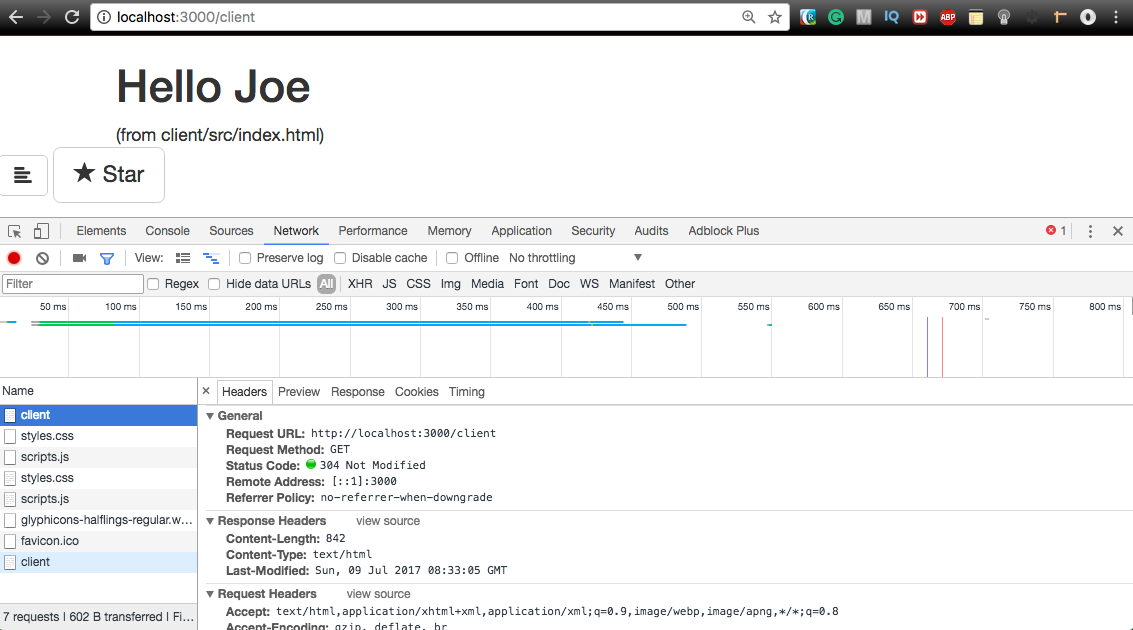 localhost:3000/client
IQ
ABP
Hello Joe
(from client/src/index.html)
★ Star
Elements Console Sources Network Performance Memory Application Security Audits Adblock Plus 1
View: Preserve log Disable cache Offline No throttling
Filter Regex Hide data URLs All XHR JS CSS Img Media Font Doc WS Manifest Other
50 ms 100 ms 150 ms 200 ms 250 ms 300 ms 350 ms 400 ms 450 ms 500 ms 550 ms 600 ms 650 ms 700 ms 750 ms 800 ms
Name
client
styles.css
scripts.js
styles.css
scripts.js
glyphicons-halflings-regular.w...
favicon.ico
client
7 requests | 602 B transferred | Fi...
× Headers Preview Response Cookies Timing
General
Request URL: http://localhost:3000/client
Request Method: GET
Status Code: 304 Not Modified
Remote Address: [::1]:3000
Referrer Policy: no-referrer-when-downgrade
Response Headers view source
Content-Length: 842
Content-Type: text/html
Last-Modified: Sun, 09 Jul 2017 08:33:05 GMT
Request Headers view source
Accept: text/html,application/xhtml+xml,application/xml;q=0.9,image/webp,image/apng,*/*;q=0.8
Accept-Encoding: gzip, deflate, br